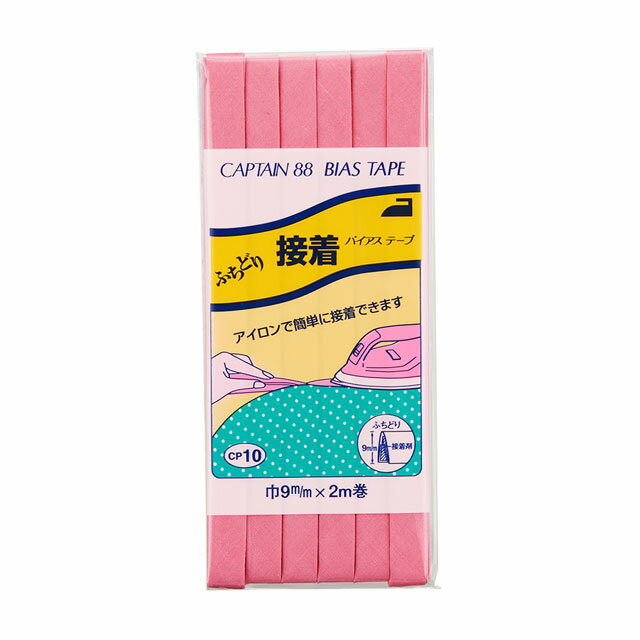 CAPTAIN 88 BIAS TAPE
ふちどり 接着 バイアス テープ
アイロンで簡単に接着できます
ふちどり
9m/m
接着剤
CP10
巾9m/m×2m巻